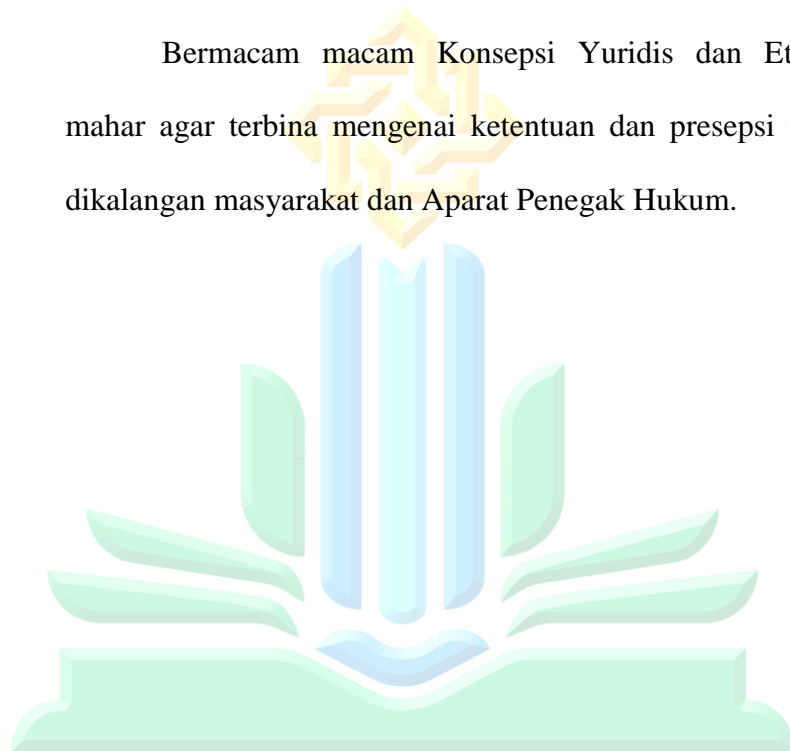 Bermacam macam Konsepsi Yuridis dan
mahar agar terbina mengenai ketentuan dan presepsi
dikalangan masyarakat dan Aparat Penegak Hukum.